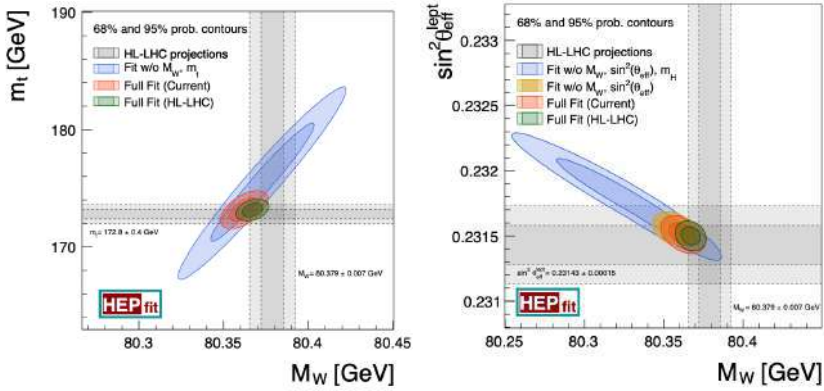 68% and 95% prob. contours
HL-LHC projections
Fit w/o M_W, m_t
Full Fit (Current)
Full Fit (HL-LHC)
m_t [GeV]
190
180
170
m_t = 172.8 ± 0.4 GeV
M_W = 80.379 ± 0.007 GeV
HEP fit
80.3
80.35
80.4
80.45
M_W [GeV]
68% and 95% prob. contours
HL-LHC projections
Fit w/o M_W, sin²(θ_eff), m_H
Fit w/o M_W, sin²(θ_eff)
Full Fit (Current)
Full Fit (HL-LHC)
sin²θ_eff^lept
0.233
0.2325
0.232
0.2315
0.231
sin² θ_eff^lept = 0.23143 ± 0.00015
M_W = 80.379 ± 0.007 GeV
HEP fit
80.25
80.3
80.35
80.4
M_W [GeV]